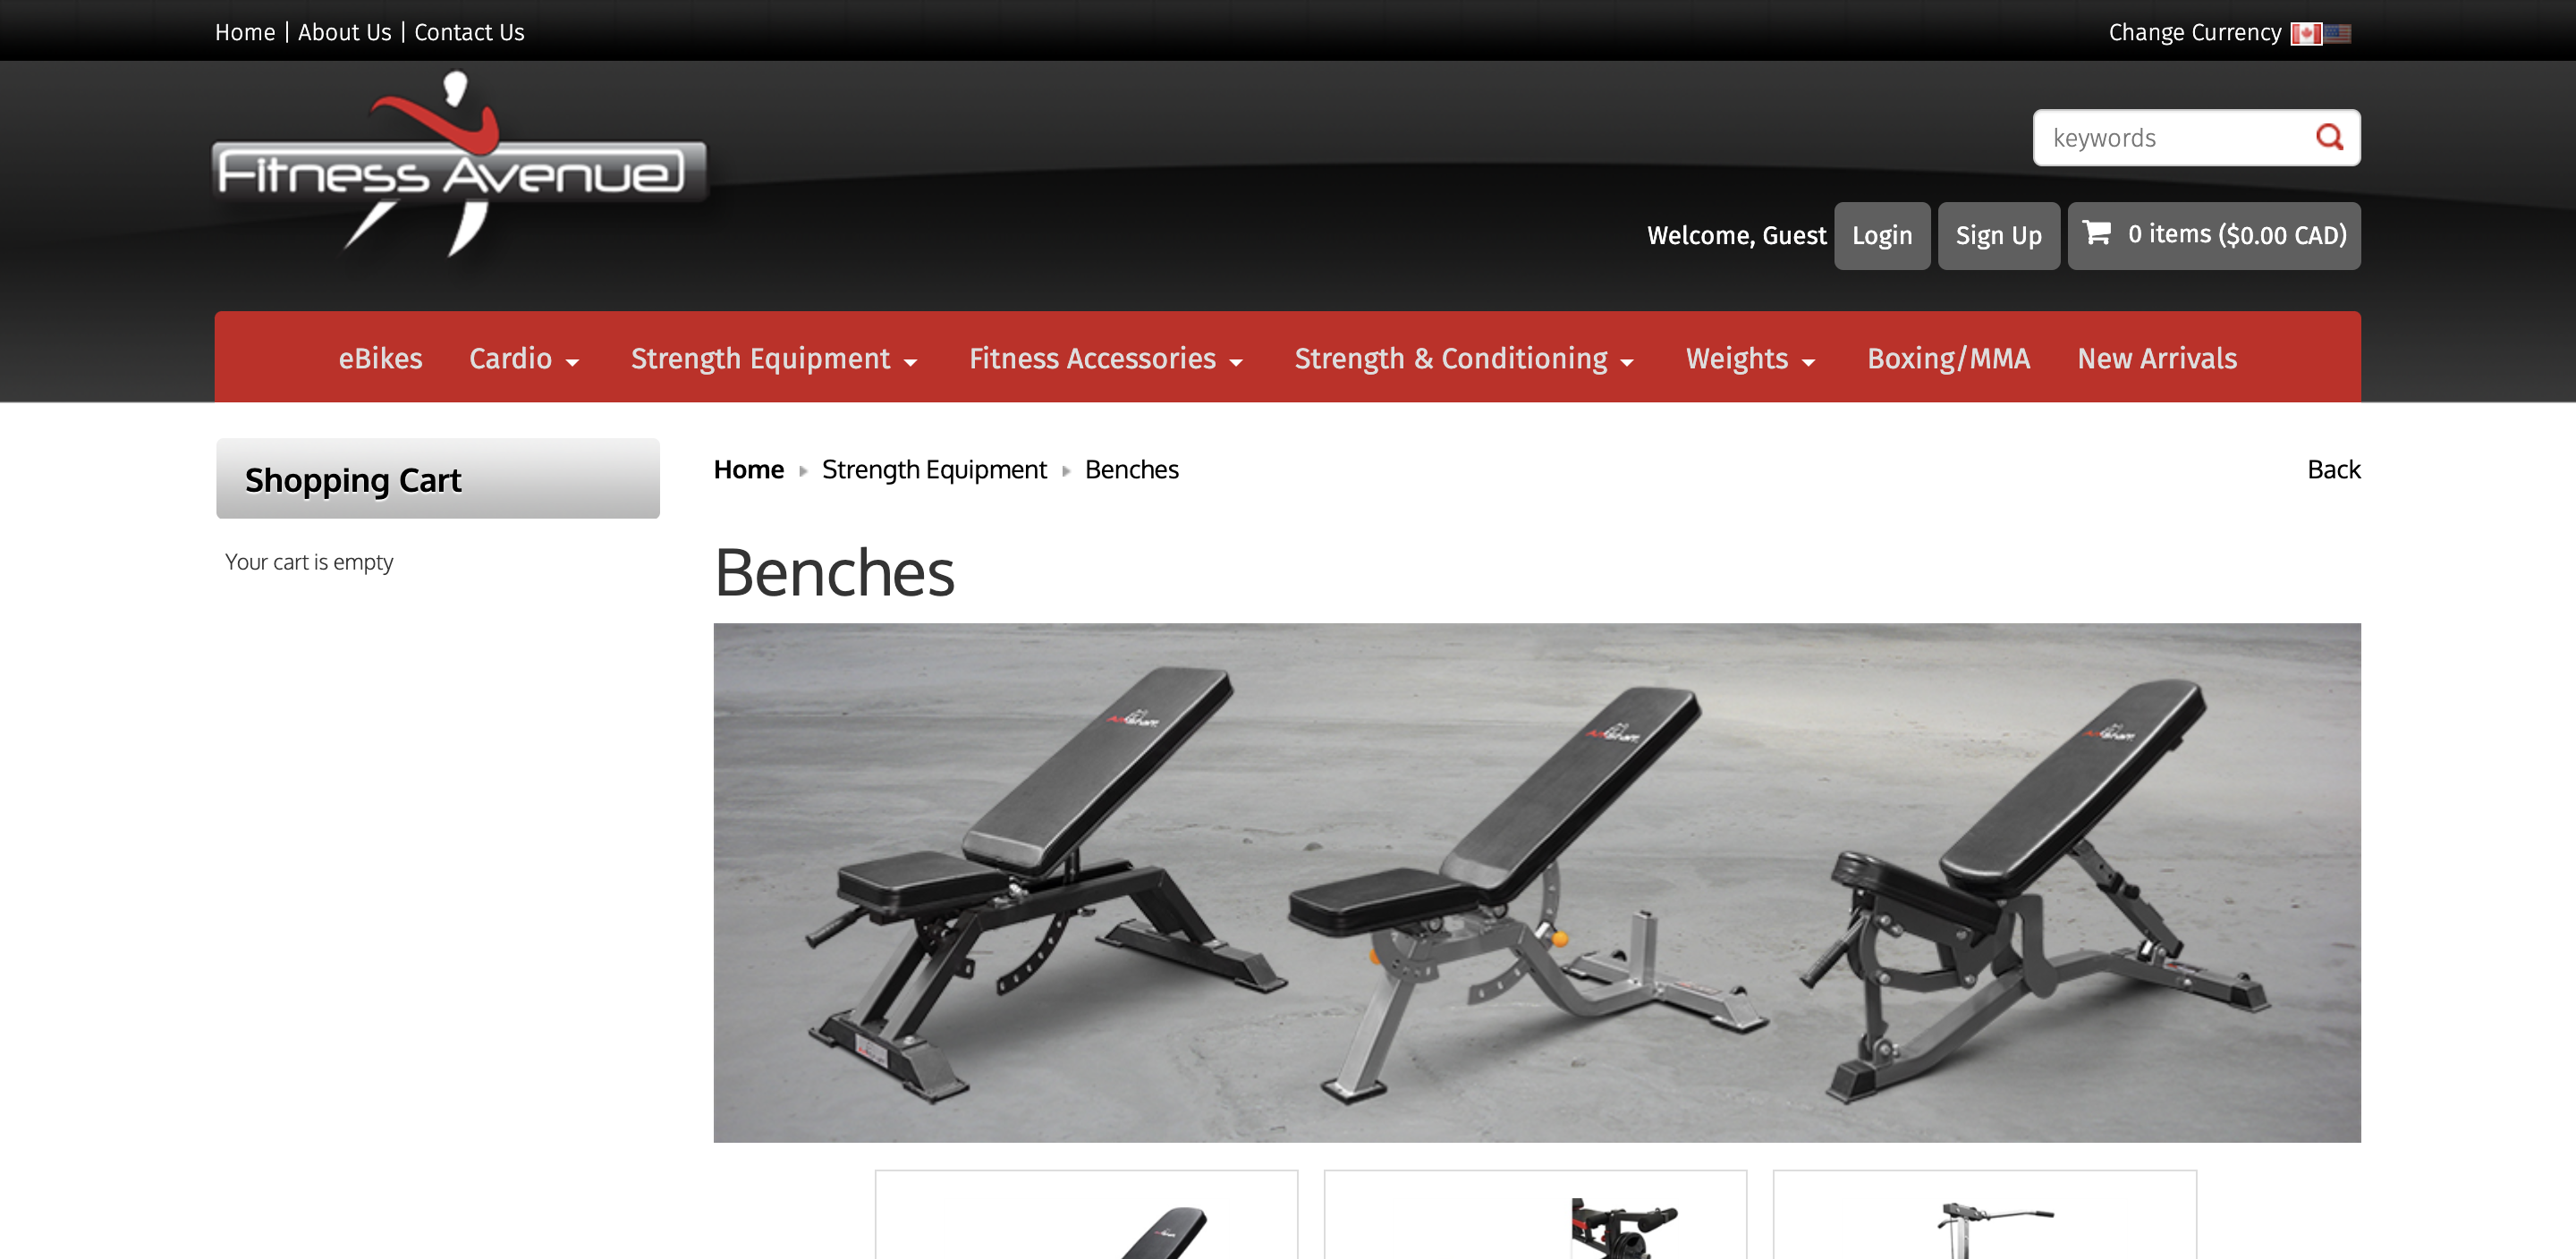 Home | About Us | Contact Us
Change Currency
Fitness Avenue
keywords
Welcome, Guest
Login
Sign Up
0 items ($0.00 CAD)
eBikes
Cardio
Strength Equipment
Fitness Accessories
Strength & Conditioning
Weights
Boxing/MMA
New Arrivals
Shopping Cart
Your cart is empty
Home
Strength Equipment
Benches
Back
Benches